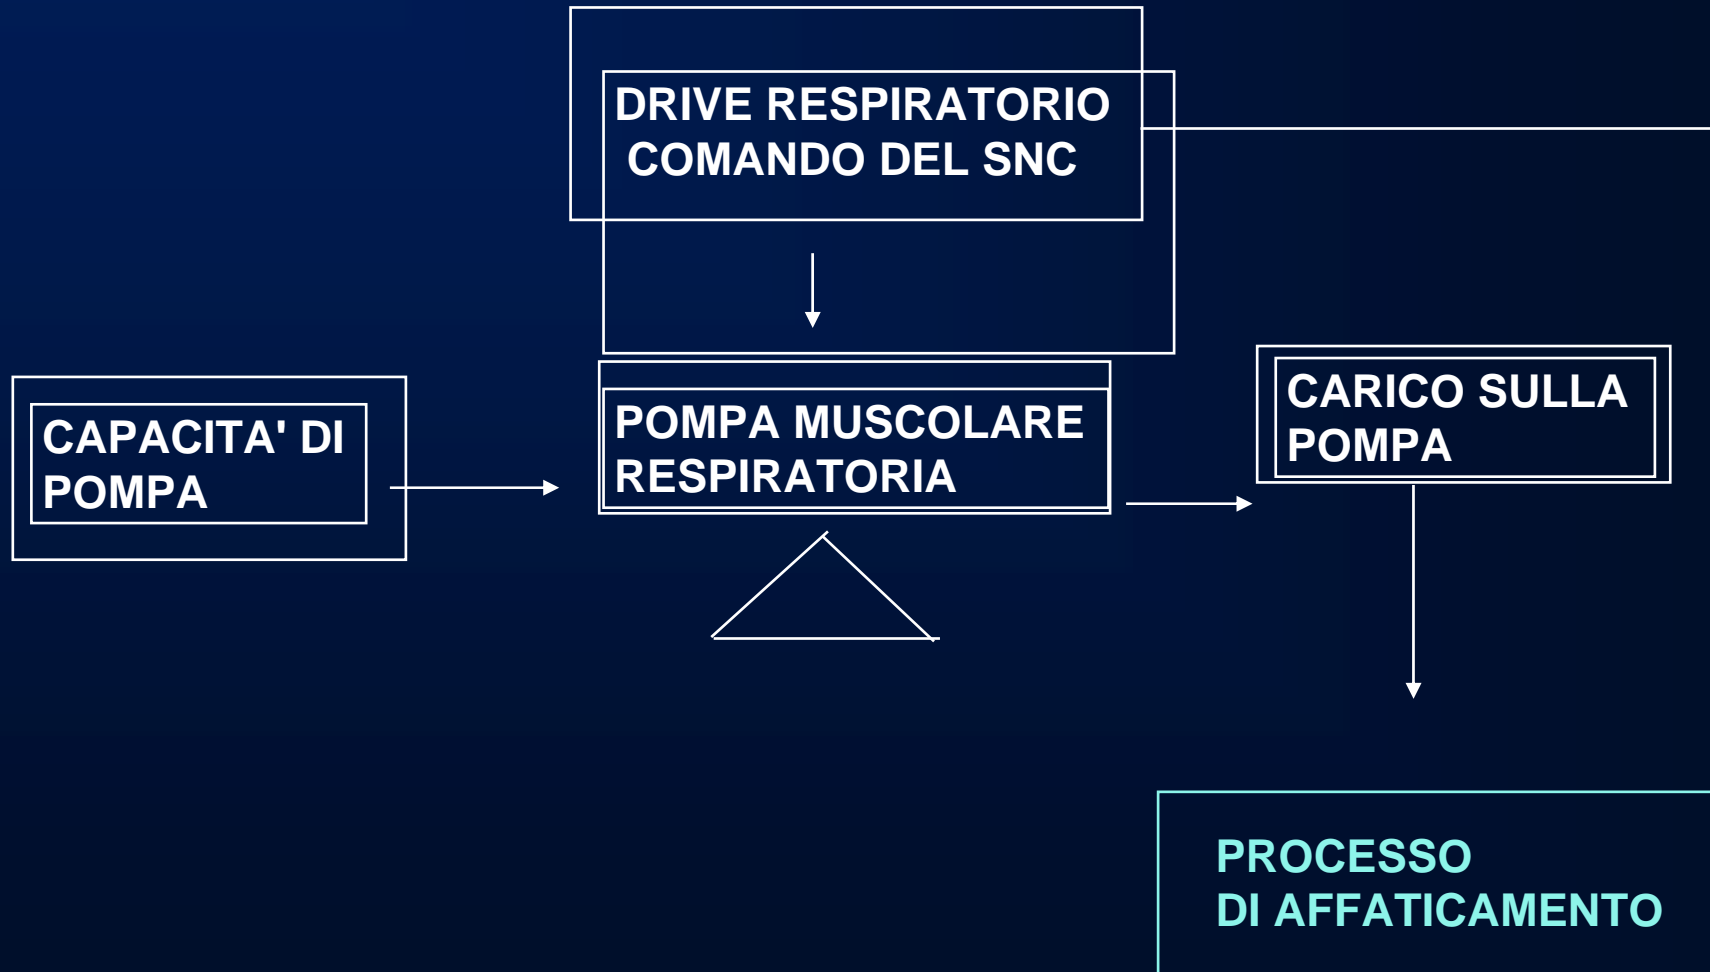 DRIVE RESPIRATORIO
COMANDO DEL SNC
CAPACITA' DI
POMPA
POMPA MUSCOLARE
RESPIRATORIA
CARICO SULLA
POMPA
PROCESSO
DI AFFATICAMENTO